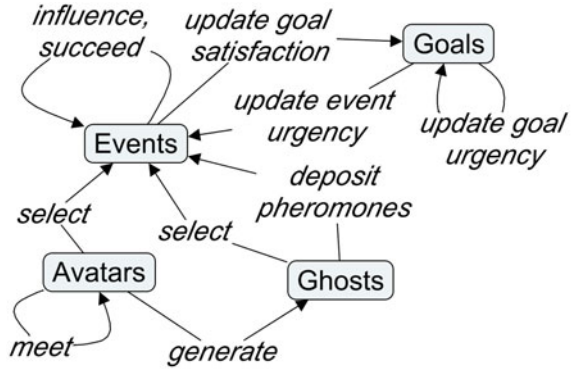 influence,
succeed
update goal
satisfaction
Goals
update event
urgency
update goal
urgency
Events
deposit
pheromones
select
select
Avatars
Ghosts
meet
generate